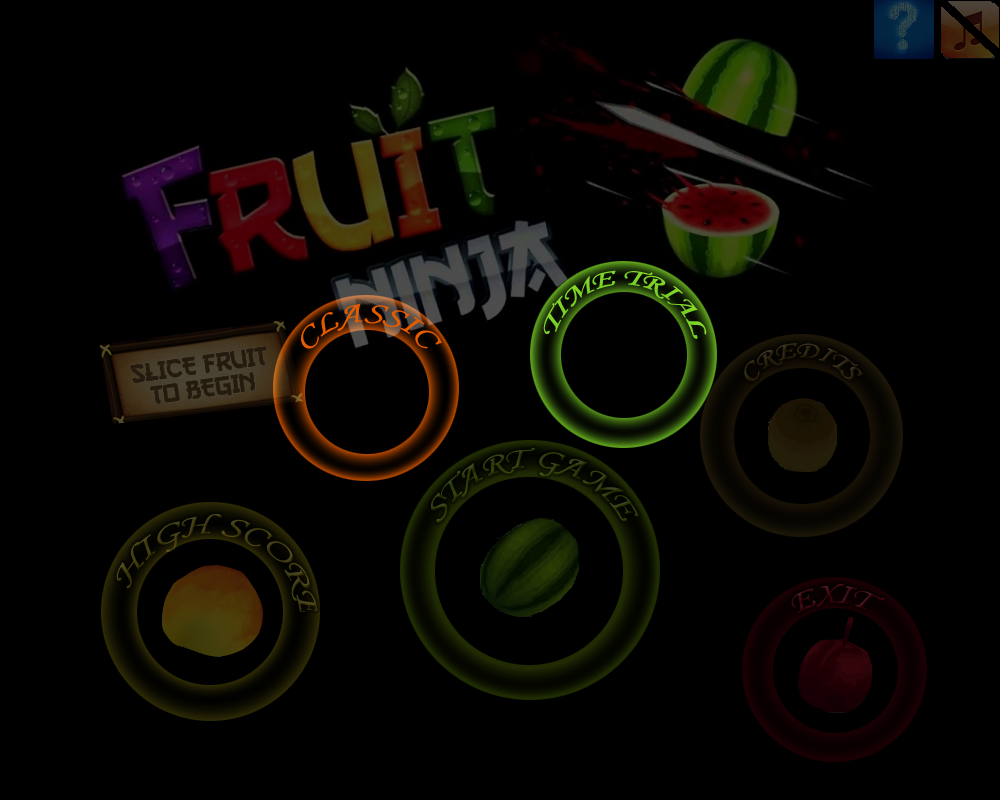 FRUIT
NINJA
SLICE FRUIT
TO BEGIN
CLASSIC
TIME TRIAL
CREDITS
START GAME
HIGH SCORE
EXIT
?